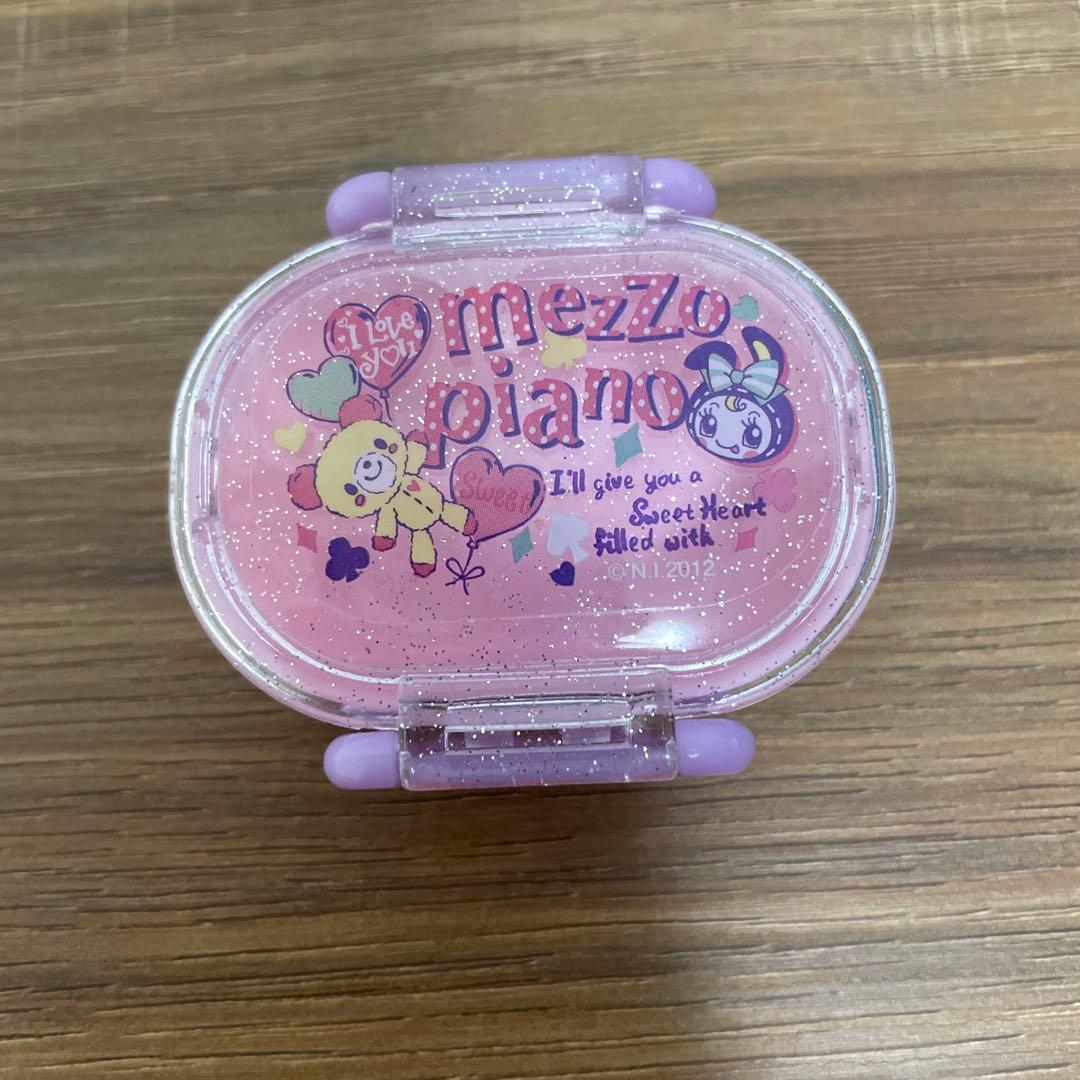 I Love
you
mezzo
piano
Sweet
I'll give you a
Sweet Heart
filled with
© N.I.2012